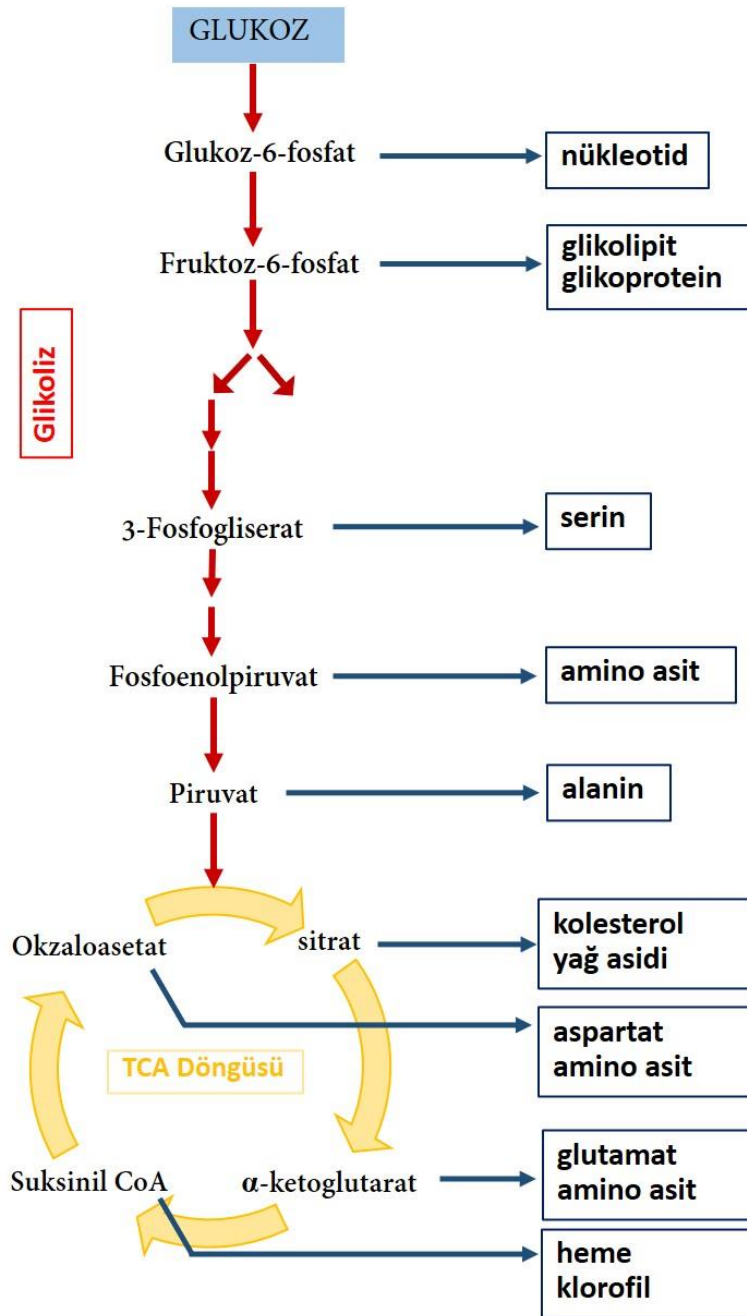 GLUKOZ
Glukoz-6-fosfat
nükleotid
Fruktoz-6-fosfat
glikolipit
glikoprotein
Glikoliz
3-Fosfogliserat
serin
Fosfoenolpiruvat
amino asit
Piruvat
alanin
Okzaloasetat
sitrat
kolesterol
yağ asidi
TCA Döngüsü
aspartat
amino asit
Suksinil CoA
α-ketoglutarat
glutamat
amino asit
heme
klorofil